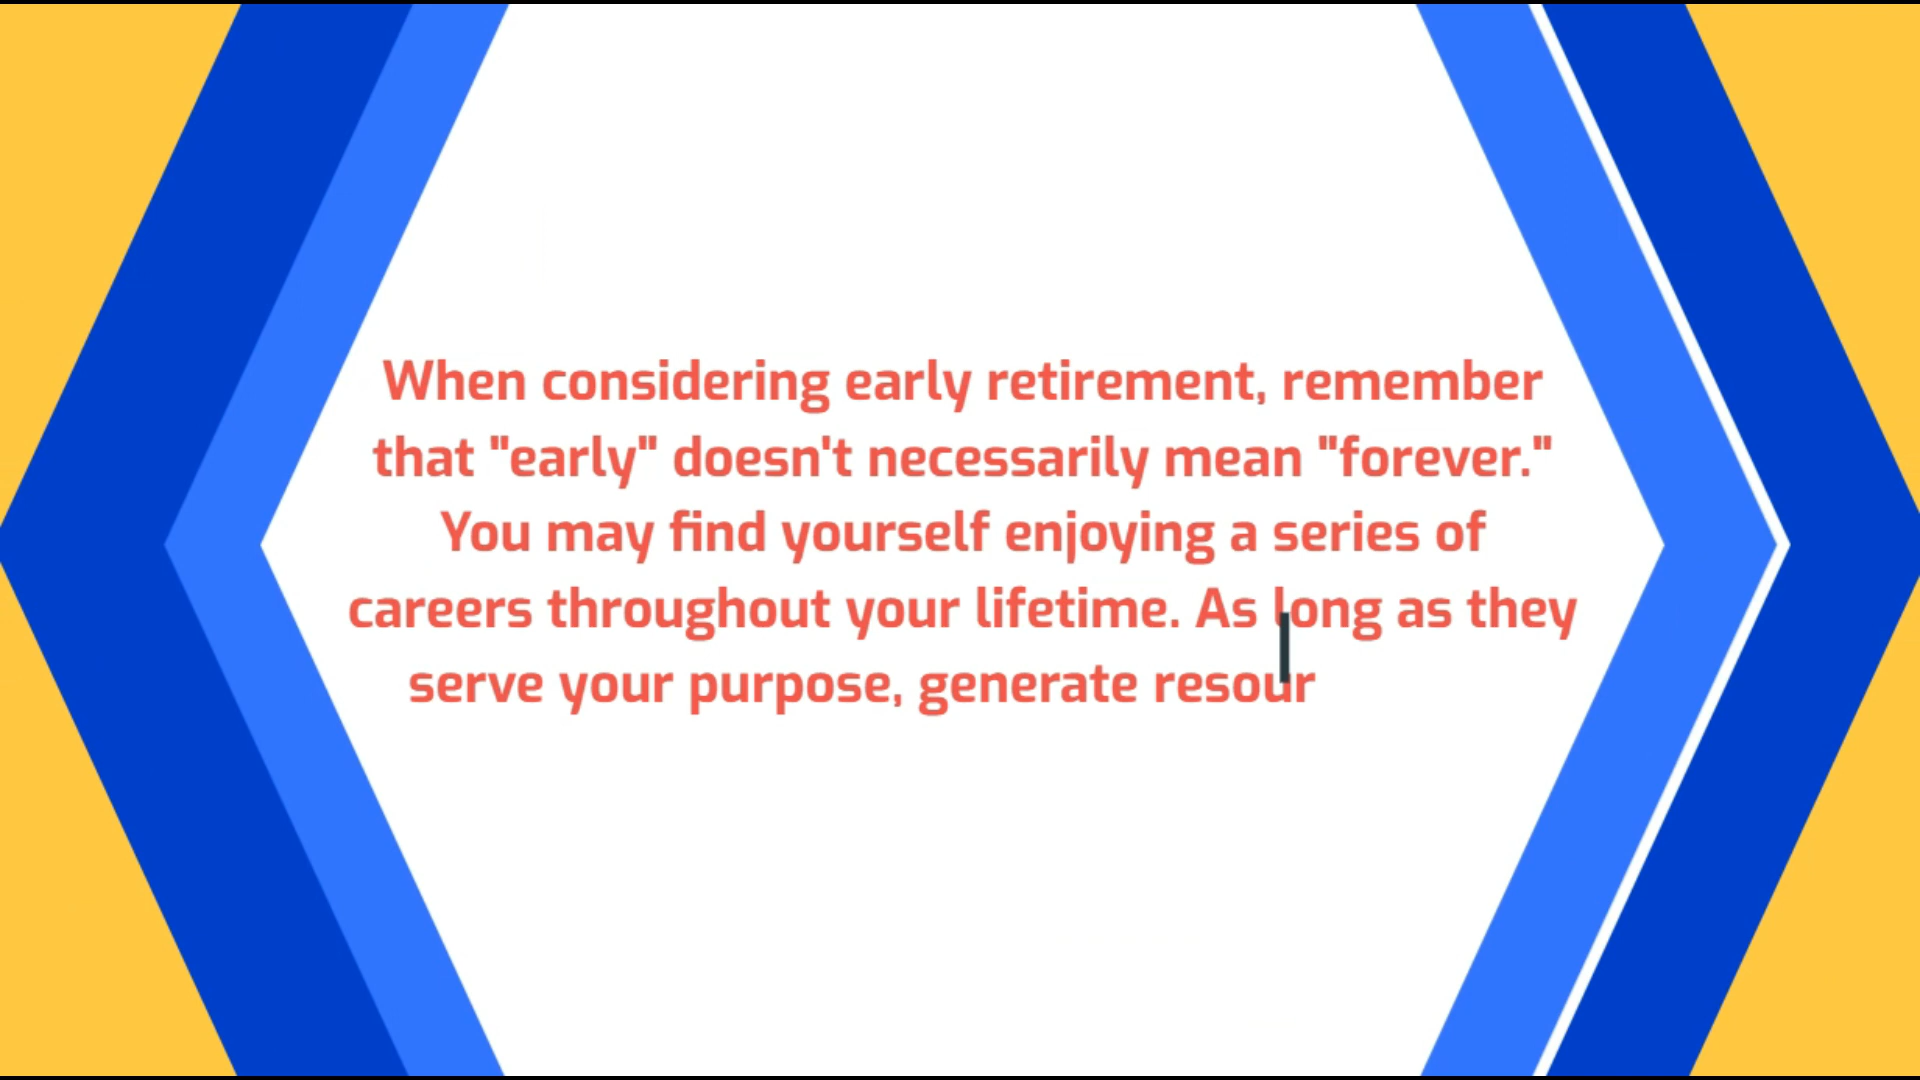 When considering early retirement, remember
that "early" doesn't necessarily mean "forever."
You may find yourself enjoying a series of
careers throughout your lifetime. As long as they
serve your purpose, generate resour